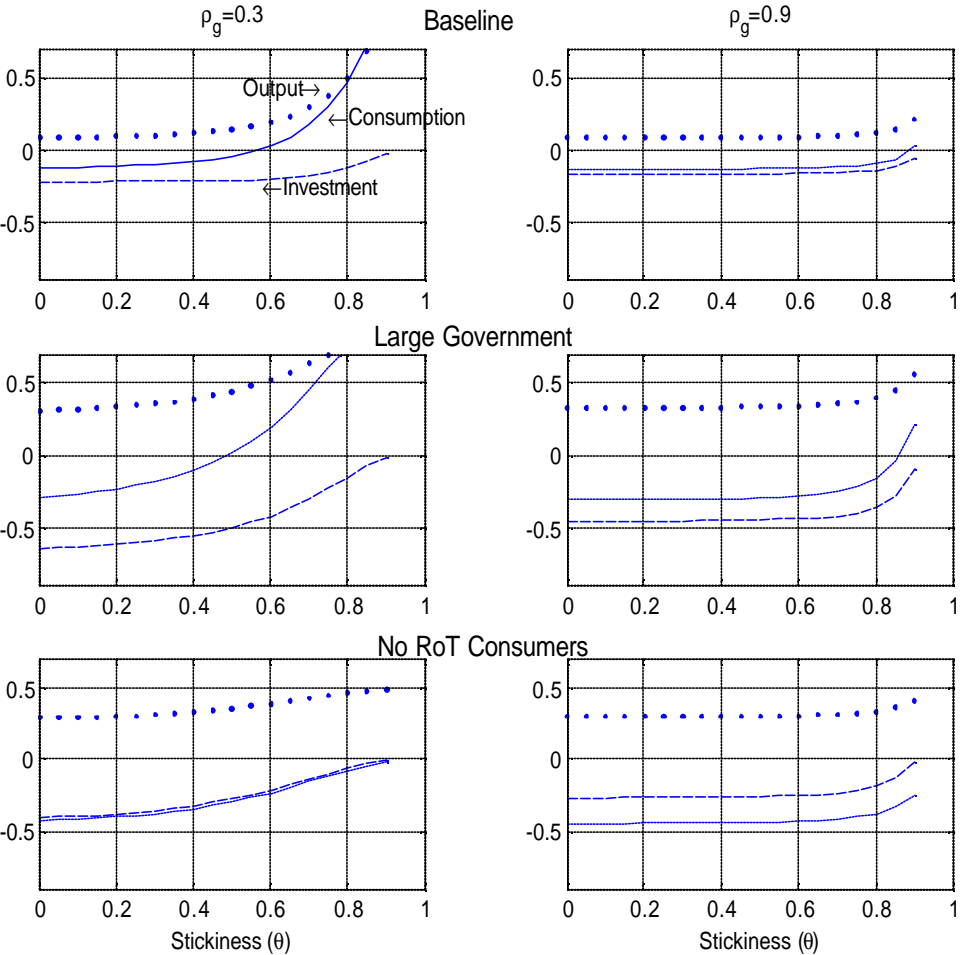 ρg=0.3 Baseline ρg=0.9
0.5 0.5
Output→
←Consumption
0 0
←Investment
-0.5 -0.5
0 0.2 0.4 0.6 0.8 1 0 0.2 0.4 0.6 0.8 1
Large Government
0.5 0.5
0 0
-0.5 -0.5
0 0.2 0.4 0.6 0.8 1 0 0.2 0.4 0.6 0.8 1
No RoT Consumers
0.5 0.5
0 0
-0.5 -0.5
0 0.2 0.4 0.6 0.8 1 0 0.2 0.4 0.6 0.8 1
Stickiness (θ) Stickiness (θ)